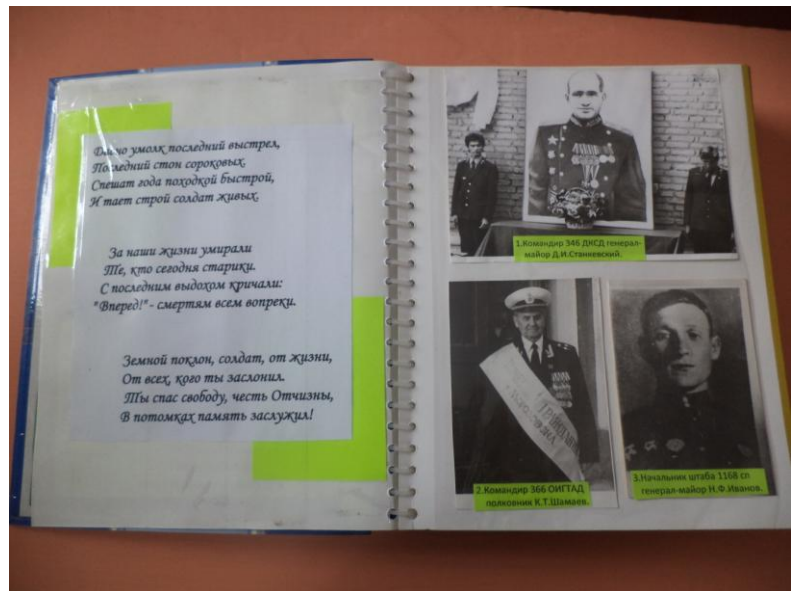 Давно умолк последний выстрел,
Последний стон сороковых.
Спешат года походкой быстрой,
И тает строй солдат живых.
За наши жизни умирали
Те, кто сегодня старики.
С последним выдохом кричали:
"Вперед!" - смертям всем вопреки.
Земной поклон, солдат, от жизни,
От всех, кого ты заслонил.
Ты спас свободу, честь Отчизны,
В потомках память заслужил!
1.Командир 346 ДКСД генерал-
майор Д.И.Станкевский.
2.Командир 366 ОИПТАД
полковник К.Т.Шамаев.
3.Начальник штаба 1168 сп
генерал-майор Н.Ф.Иванов.